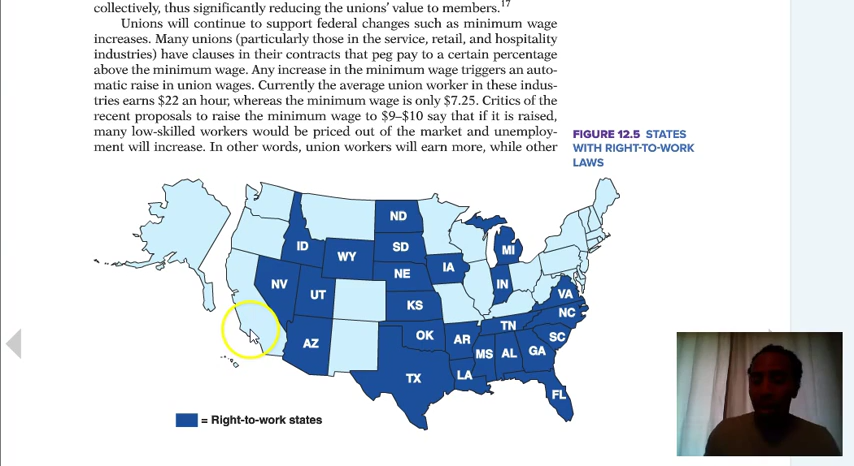 collectively, thus significantly reducing the unions' value to members.17
Unions will continue to support federal changes such as minimum wage
increases. Many unions (particularly those in the service, retail, and hospitality
industries) have clauses in their contracts that peg pay to a certain percentage
above the minimum wage. Any increase in the minimum wage triggers an auto-
matic raise in union wages. Currently the average union worker in these indus-
tries earns $22 an hour, whereas the minimum wage is only $7.25. Critics of the
recent proposals to raise the minimum wage to $9–$10 say that if it is raised,
many low-skilled workers would be priced out of the market and unemploy-
ment will increase. In other words, union workers will earn more, while other
FIGURE 12.5 STATES
WITH RIGHT-TO-WORK
LAWS
ND
MI
ID
SD
WY
IA
NE
NV
IN
UT
VA
KS
NC
TN
OK
AR
SC
AZ
MS
AL
GA
LA
TX
FL
= Right-to-work states